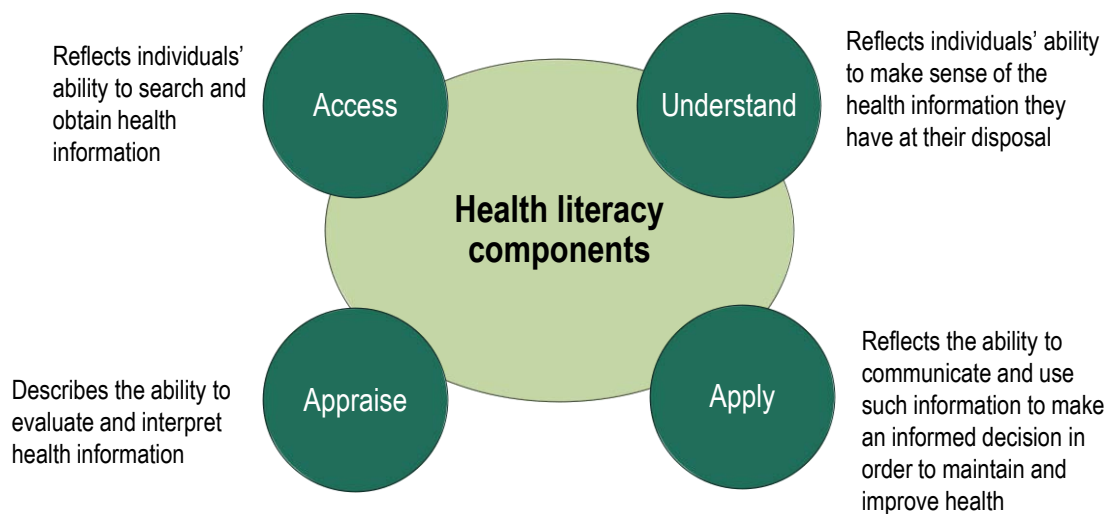 Reflects individuals’
ability to search and
obtain health
information
Access
Understand
Reflects individuals’ ability
to make sense of the
health information they
have at their disposal
Health literacy
components
Describes the ability to
evaluate and interpret
health information
Appraise
Apply
Reflects the ability to
communicate and use
such information to make
an informed decision in
order to maintain and
improve health